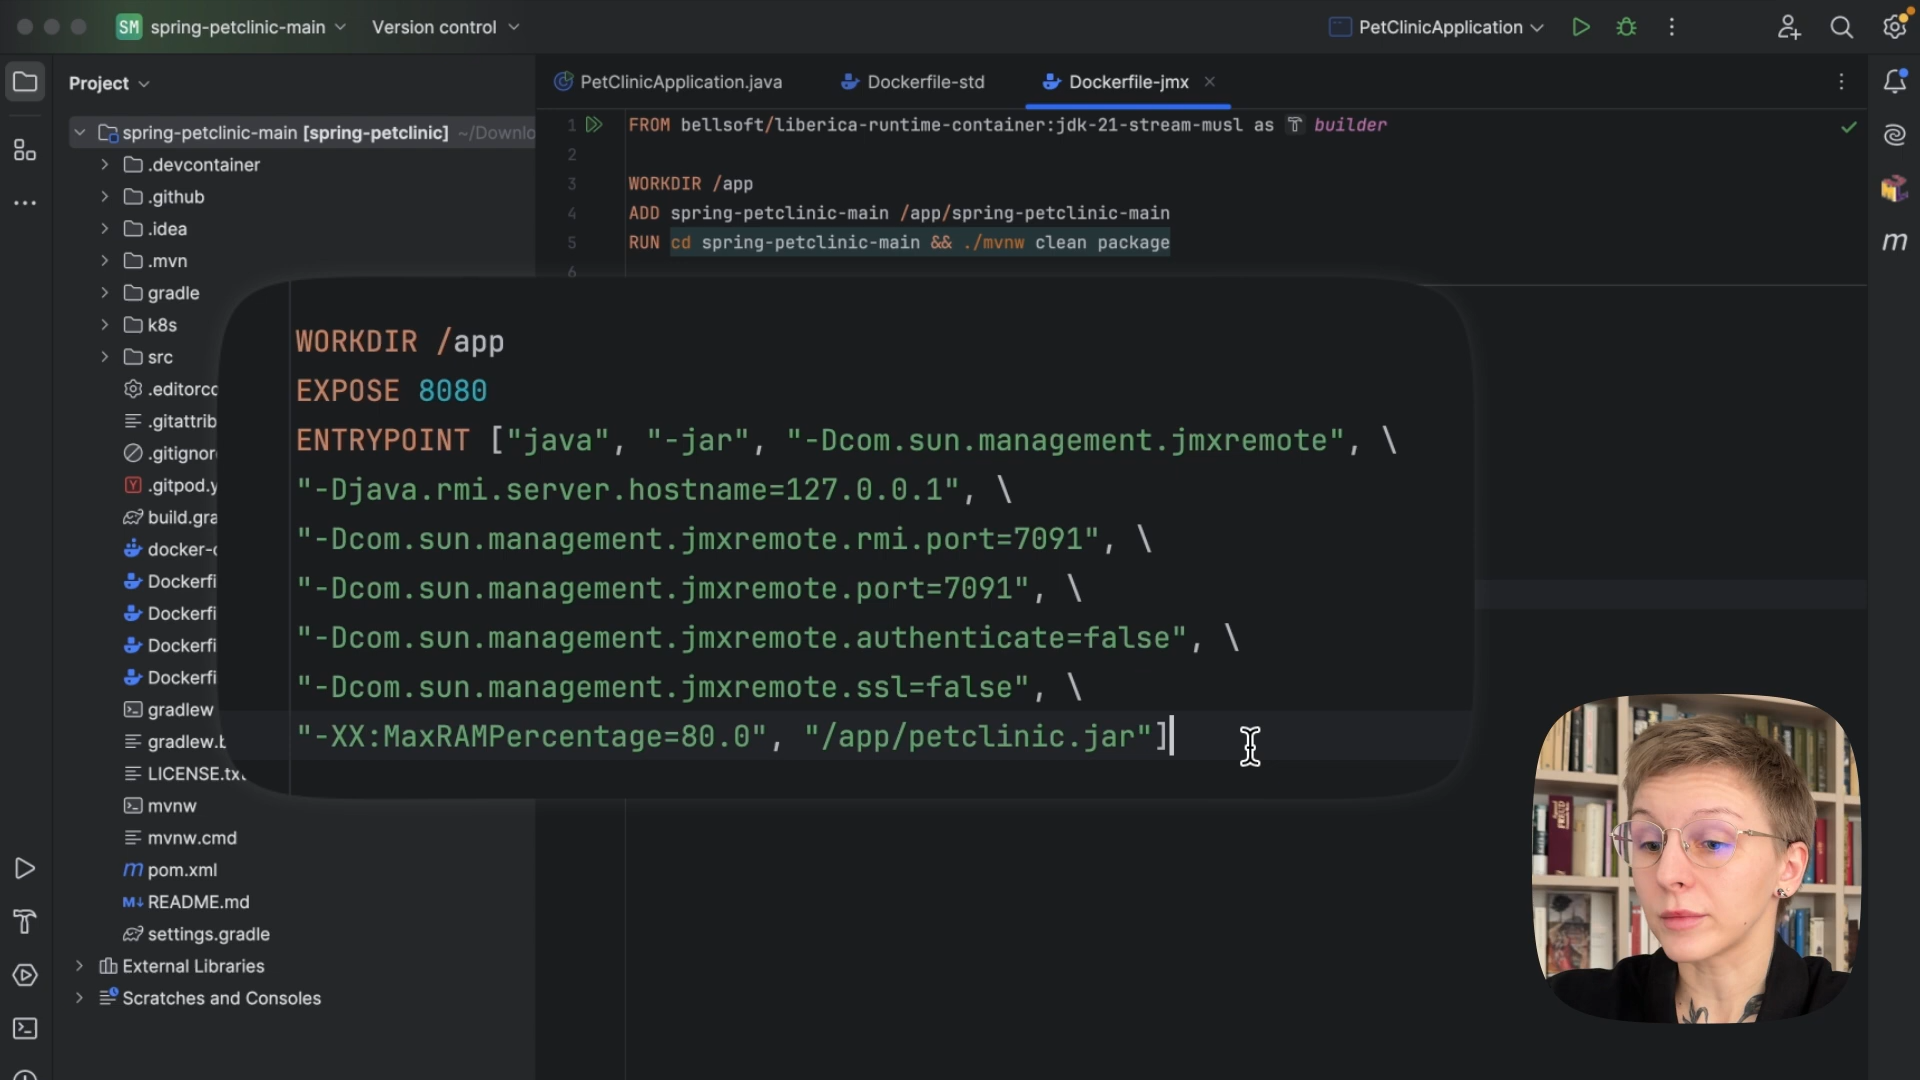 SM spring-petclinic-main Version control PetClinicApplication
Project
spring-petclinic-main [spring-petclinic] ~/Downlo
.devcontainer
.github
.idea
.mvn
gradle
k8s
src
.editorco
.gitattrib
.gitignor
.gitpod.y
build.gra
docker-c
Dockerfi
Dockerfi
Dockerfi
Dockerfi
gradlew
gradlew.b
LICENSE.txt
mvnw
mvnw.cmd
pom.xml
README.md
settings.gradle
External Libraries
Scratches and Consoles
PetClinicApplication.java Dockerfile-std Dockerfile-jmx
1 FROM bellsoft/liberica-runtime-container:jdk-21-stream-musl as builder
2
3 WORKDIR /app
4 ADD spring-petclinic-main /app/spring-petclinic-main
5 RUN cd spring-petclinic-main && ./mvnw clean package
6
WORKDIR /app
EXPOSE 8080
ENTRYPOINT ["java", "-jar", "-Dcom.sun.management.jmxremote", \
"-Djava.rmi.server.hostname=127.0.0.1", \
"-Dcom.sun.management.jmxremote.rmi.port=7091", \
"-Dcom.sun.management.jmxremote.port=7091", \
"-Dcom.sun.management.jmxremote.authenticate=false", \
"-Dcom.sun.management.jmxremote.ssl=false", \
"-XX:MaxRAMPercentage=80.0", "/app/petclinic.jar"]